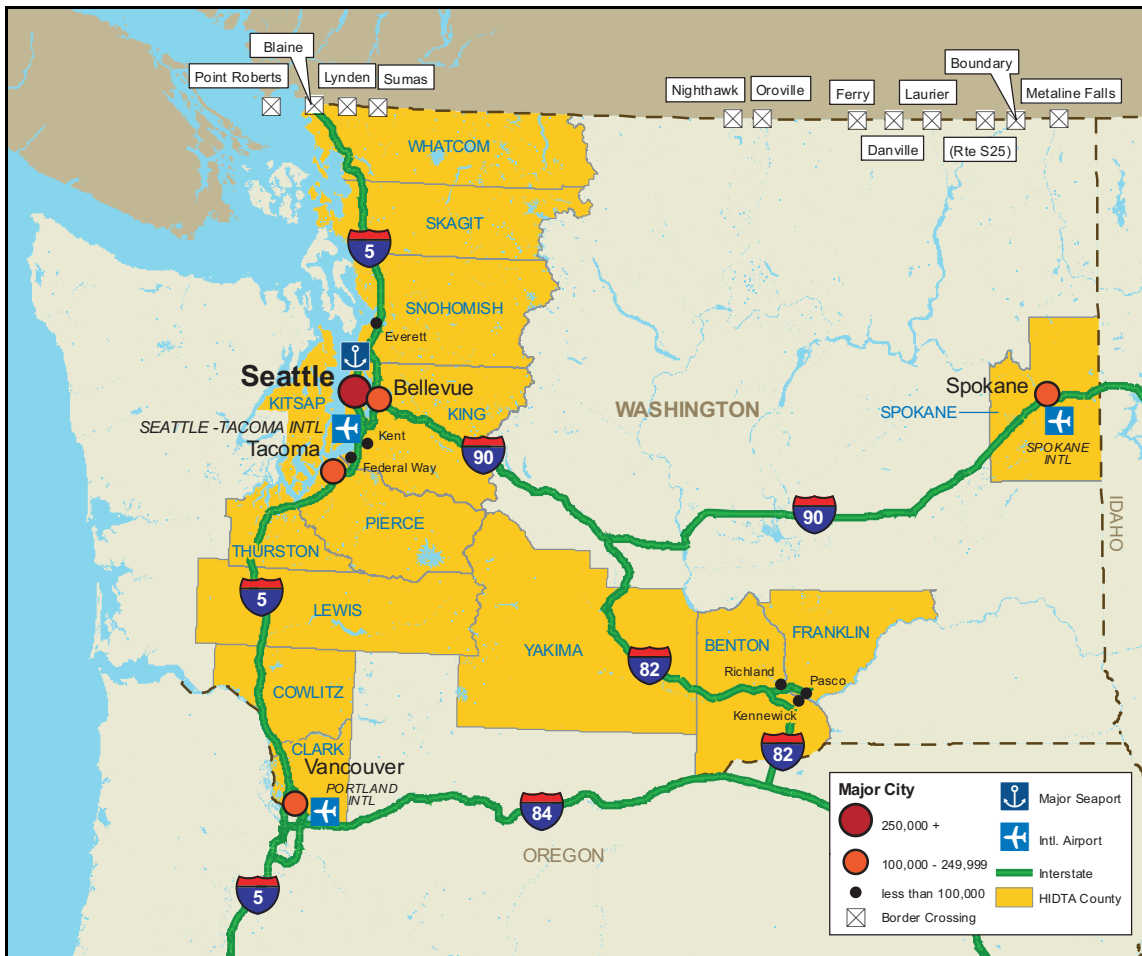 Blaine
Point Roberts
Lynden
Sumas
Nighthawk
Oroville
Ferry
Laurier
Boundary
Metaline Falls
Danville
(Rte S25)
WHATCOM
SKAGIT
5
SNOHOMISH
Everett
Seattle
Bellevue
KITSAP
KING
SEATTLE -TACOMA INTL
Kent
Tacoma
Federal Way
90
WASHINGTON
Spokane
SPOKANE
SPOKANE
INTL
90
IDAHO
PIERCE
THURSTON
5
LEWIS
YAKIMA
82
BENTON
FRANKLIN
Richland
Pasco
Kennewick
82
COWLITZ
CLARK
Vancouver
PORTLAND
INTL
84
OREGON
5
Major City
250,000 +
100,000 - 249,999
less than 100,000
Border Crossing
Major Seaport
Intl. Airport
Interstate
HIDTA County